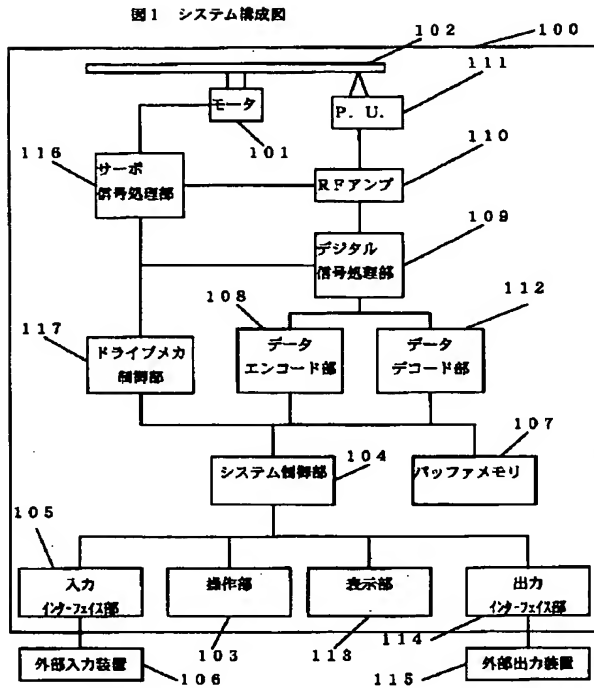 図1 システム構成図
102
100
モータ
P. U.
111
101
116
サーボ
信号処理部
RFアンプ
110
デジタル
信号処理部
109
108
112
117
ドライブメカ
制御部
データ
エンコード部
データ
デコード部
107
システム制御部
104
バッファメモリ
105
入力
インターフェイス部
操作部
表示部
出力
インターフェイス部
外部入力装置
106
103
113
114
115
外部出力装置